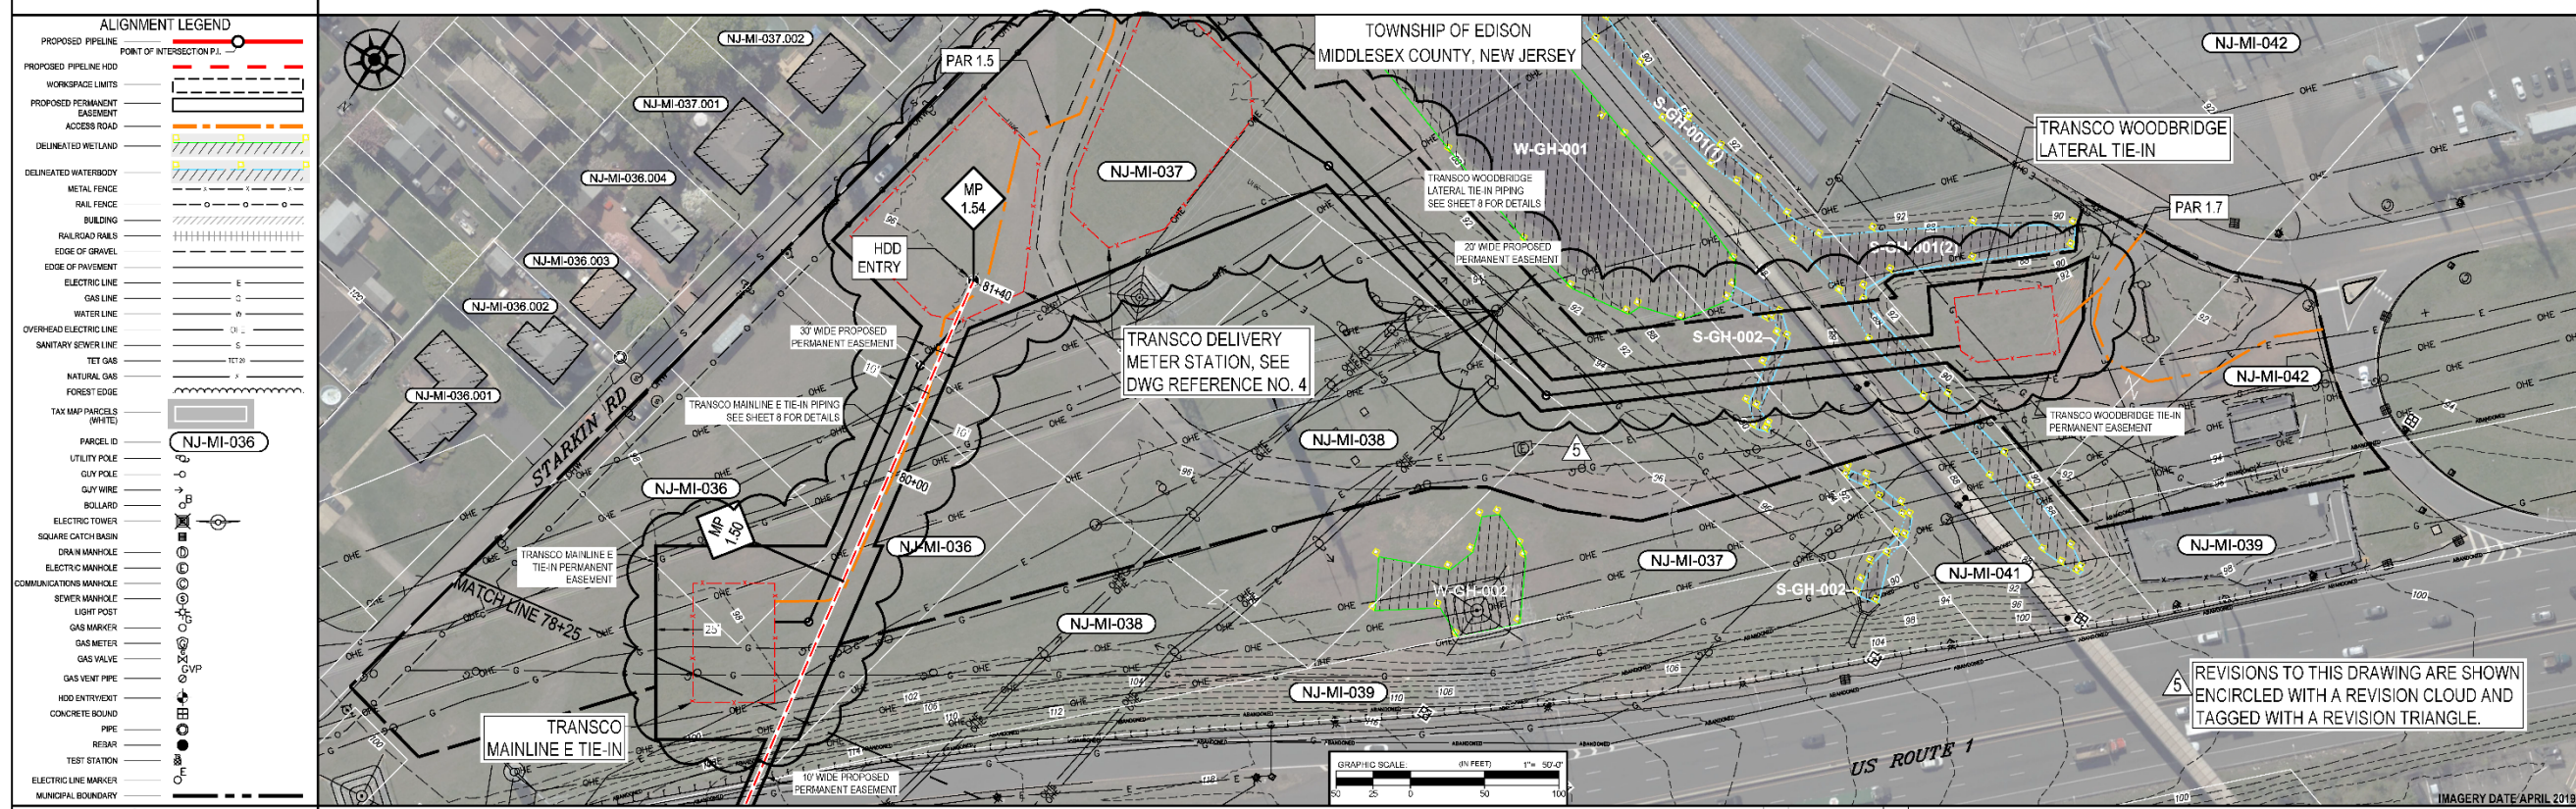 ALIGNMENT LEGEND
PROPOSED PIPELINE
POINT OF INTERSECTION P.I.
PROPOSED PIPELINE HDD
WORKSPACE LIMITS
PROPOSED PERMANENT
EASEMENT
ACCESS ROAD
DELINEATED WETLAND
DELINEATED WATERBODY
METAL FENCE
RAIL FENCE
BUILDING
RAILROAD RAILS
EDGE OF GRAVEL
EDGE OF PAVEMENT
ELECTRIC LINE
GAS LINE
WATER LINE
OVERHEAD ELECTRIC LINE
SANITARY SEWER LINE
TET GAS
NATURAL GAS
FOREST EDGE
TAX MAP PARCELS
(WHITE)
PARCEL ID
NJ-MI-036
UTILITY POLE
GUY POLE
GUY WIRE
BOLLARD
ELECTRIC TOWER
SQUARE CATCH BASIN
DRAIN MANHOLE
ELECTRIC MANHOLE
COMMUNICATIONS MANHOLE
SEWER MANHOLE
LIGHT POST
GAS MARKER
GAS METER
GAS VALVE
GVP
GAS VENT PIPE
HDD ENTRY/EXIT
CONCRETE BOUND
PIPE
REBAR
TEST STATION
ELECTRIC LINE MARKER
MUNICIPAL BOUNDARY
TOWNSHIP OF EDISON
MIDDLESEX COUNTY, NEW JERSEY
NJ-MI-037.002
NJ-MI-037.001
NJ-MI-036.004
NJ-MI-036.003
NJ-MI-036.002
NJ-MI-036.001
PAR 1.5
NJ-MI-037
MP
1.54
HDD
ENTRY
81+40
30' WIDE PROPOSED
PERMANENT EASEMENT
TRANSCO MAINLINE E TIE-IN PIPING
SEE SHEET 8 FOR DETAILS
80+00
STARKIN RD
NJ-MI-036
MP
1.50
NJ-MI-036
TRANSCO MAINLINE E
TIE-IN PERMANENT
EASEMENT
MATCH LINE 78+25
25'
TRANSCO
MAINLINE E TIE-IN
10' WIDE PROPOSED
PERMANENT EASEMENT
TRANSCO DELIVERY
METER STATION, SEE
DWG REFERENCE NO. 4
NJ-MI-038
NJ-MI-038
NJ-MI-039
W-GH-001
W-GH-002
TRANSCO WOODBRIDGE
LATERAL TIE-IN PIPING
SEE SHEET 8 FOR DETAILS
20' WIDE PROPOSED
PERMANENT EASEMENT
S-GH-001(1)
S-GH-001(2)
S-GH-002
S-GH-002
NJ-MI-042
TRANSCO WOODBRIDGE
LATERAL TIE-IN
PAR 1.7
NJ-MI-042
TRANSCO WOODBRIDGE TIE-IN
PERMANENT EASEMENT
NJ-MI-039
NJ-MI-037
NJ-MI-041
5
5
REVISIONS TO THIS DRAWING ARE SHOWN
ENCIRCLED WITH A REVISION CLOUD AND
TAGGED WITH A REVISION TRIANGLE.
US ROUTE 1
GRAPHIC SCALE: (IN FEET) 1"= 50'-0"
50 25 0 50 100
IMAGERY DATE/APRIL 2019